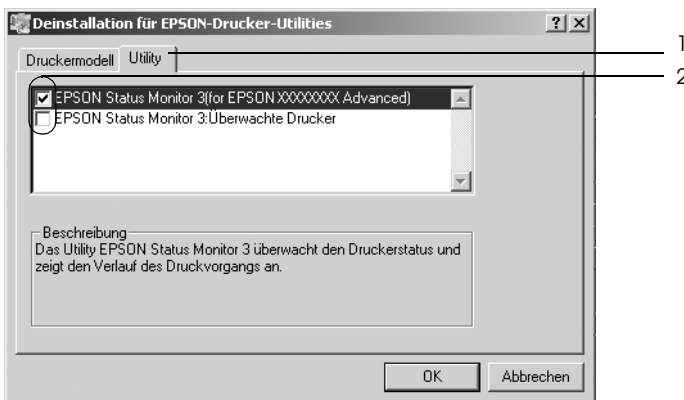 Deinstallation für EPSON-Drucker-Utilities
Druckermodell Utility
1
2
EPSON Status Monitor 3(for EPSON XXXXXXXX Advanced)
EPSON Status Monitor 3:Überwachte Drucker
Beschreibung
Das Utility EPSON Status Monitor 3 überwacht den Druckerstatus und
zeigt den Verlauf des Druckvorgangs an.
OK Abbrechen